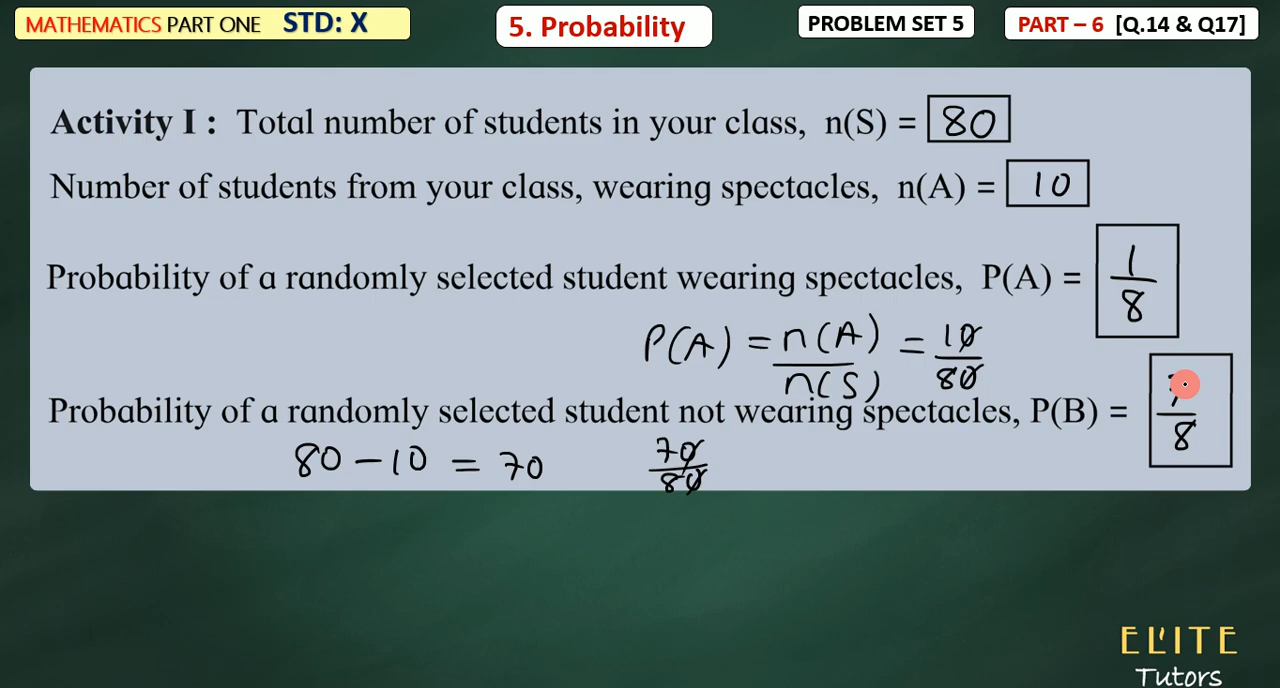 MATHEMATICS PART ONE STD: X
5. Probability
PROBLEM SET 5
PART – 6 [Q.14 & Q17]
Activity I : Total number of students in your class, n(S) = 80
Number of students from your class, wearing spectacles, n(A) = 10
Probability of a randomly selected student wearing spectacles, P(A) = 1/8
P(A) = n(A)/n(S) = 10/80
Probability of a randomly selected student not wearing spectacles, P(B) = 7/8
80 – 10 = 70 70/80
ELITE
Tutors